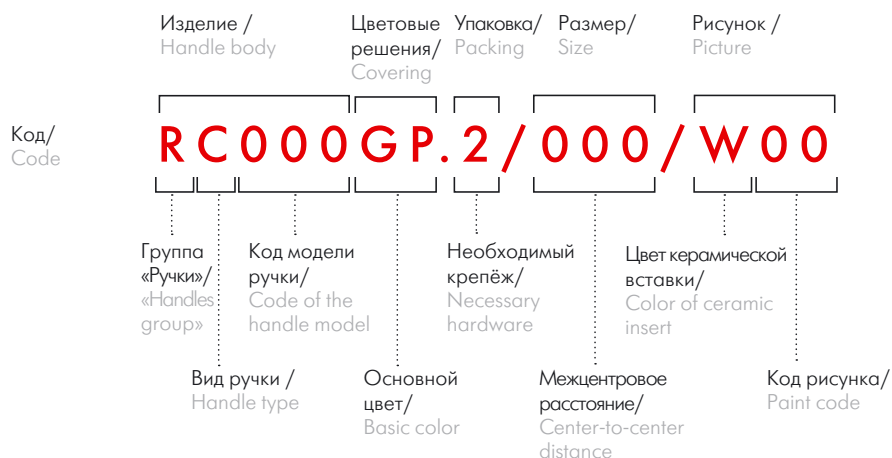 Изделие /
Handle body
Цветовые
решения/
Covering
Упаковка/
Packing
Размер/
Size
Рисунок /
Picture
Код/
Code
RC000GP.2/000/W00
Группа
«Ручки»/
«Handles
group»
Код модели
ручки/
Code of the
handle model
Необходимый
крепёж/
Necessary
hardware
Цвет керамической
вставки/
Color of ceramic
insert
Вид ручки /
Handle type
Основной
цвет/
Basic color
Межцентровое
расстояние/
Center-to-center
distance
Код рисунка/
Paint code